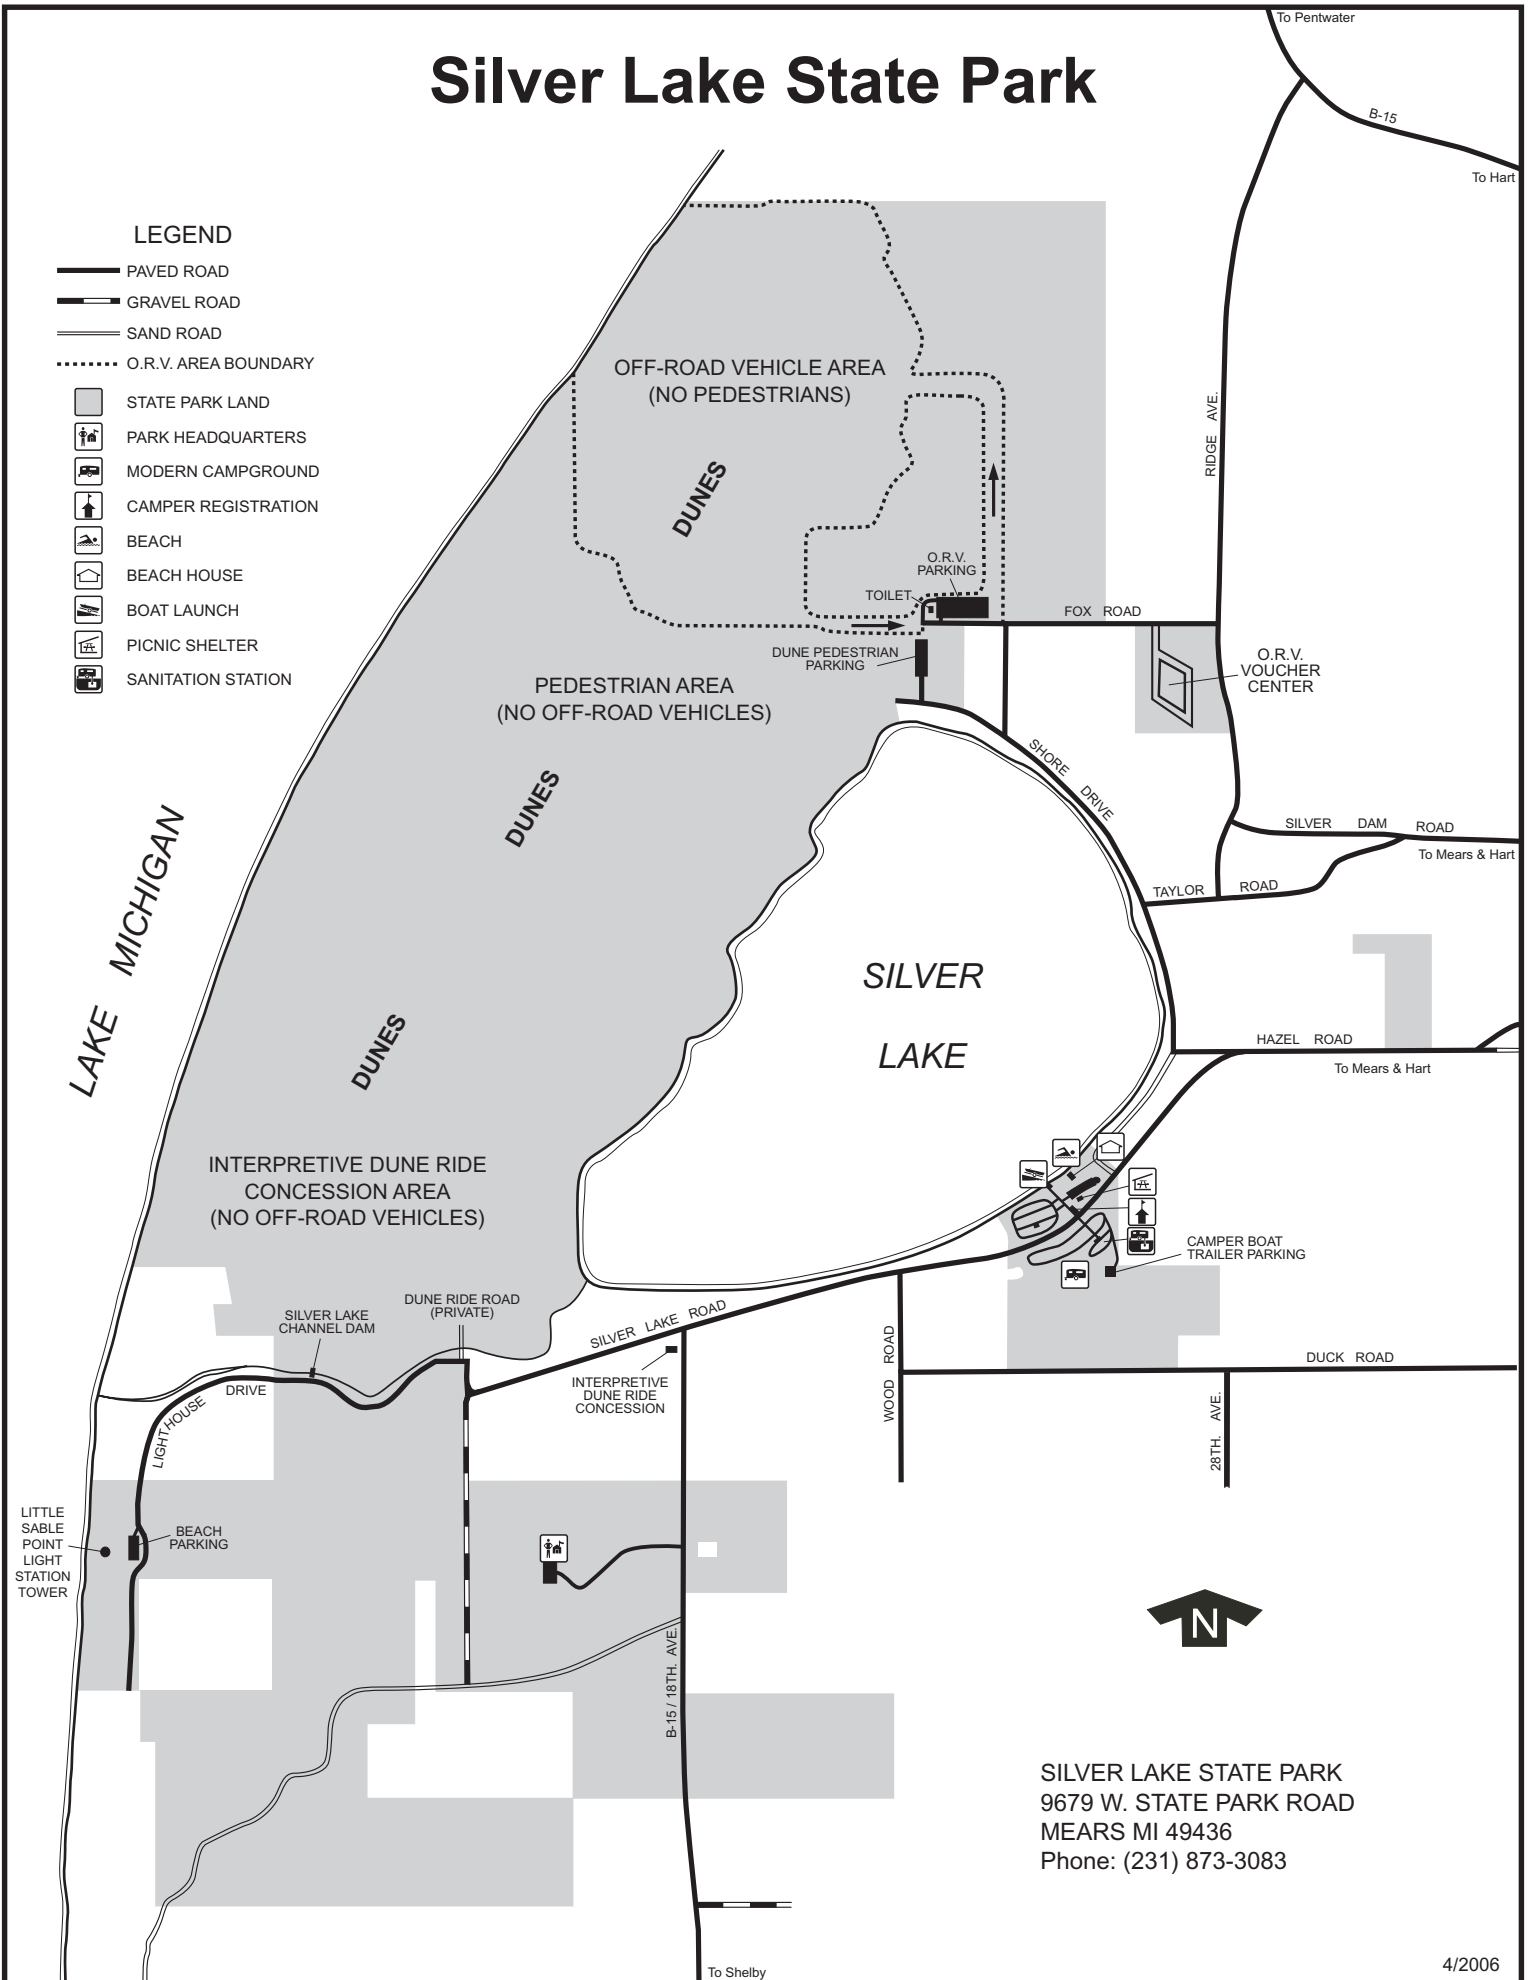 To Pentwater
Silver Lake State Park
B-15
To Hart
LEGEND
PAVED ROAD
GRAVEL ROAD
SAND ROAD
O.R.V. AREA BOUNDARY
STATE PARK LAND
PARK HEADQUARTERS
MODERN CAMPGROUND
CAMPER REGISTRATION
BEACH
BEACH HOUSE
BOAT LAUNCH
PICNIC SHELTER
SANITATION STATION
OFF-ROAD VEHICLE AREA
(NO PEDESTRIANS)
DUNES
RIDGE AVE.
O.R.V.
PARKING
TOILET
FOX ROAD
DUNE PEDESTRIAN
PARKING
O.R.V.
VOUCHER
CENTER
PEDESTRIAN AREA
(NO OFF-ROAD VEHICLES)
SHORE DRIVE
DUNES
SILVER DAM ROAD
To Mears & Hart
TAYLOR ROAD
LAKE MICHIGAN
SILVER
LAKE
DUNES
HAZEL ROAD
To Mears & Hart
INTERPRETIVE DUNE RIDE
CONCESSION AREA
(NO OFF-ROAD VEHICLES)
CAMPER BOAT
TRAILER PARKING
DUNE RIDE ROAD
(PRIVATE)
SILVER LAKE
CHANNEL DAM
SILVER LAKE ROAD
WOOD ROAD
DUCK ROAD
INTERPRETIVE
DUNE RIDE
CONCESSION
LIGHTHOUSE DRIVE
28TH. AVE.
LITTLE
SABLE
POINT
LIGHT
STATION
TOWER
BEACH
PARKING
B-15 / 18TH. AVE.
N
SILVER LAKE STATE PARK
9679 W. STATE PARK ROAD
MEARS MI 49436
Phone: (231) 873-3083
To Shelby
4/2006